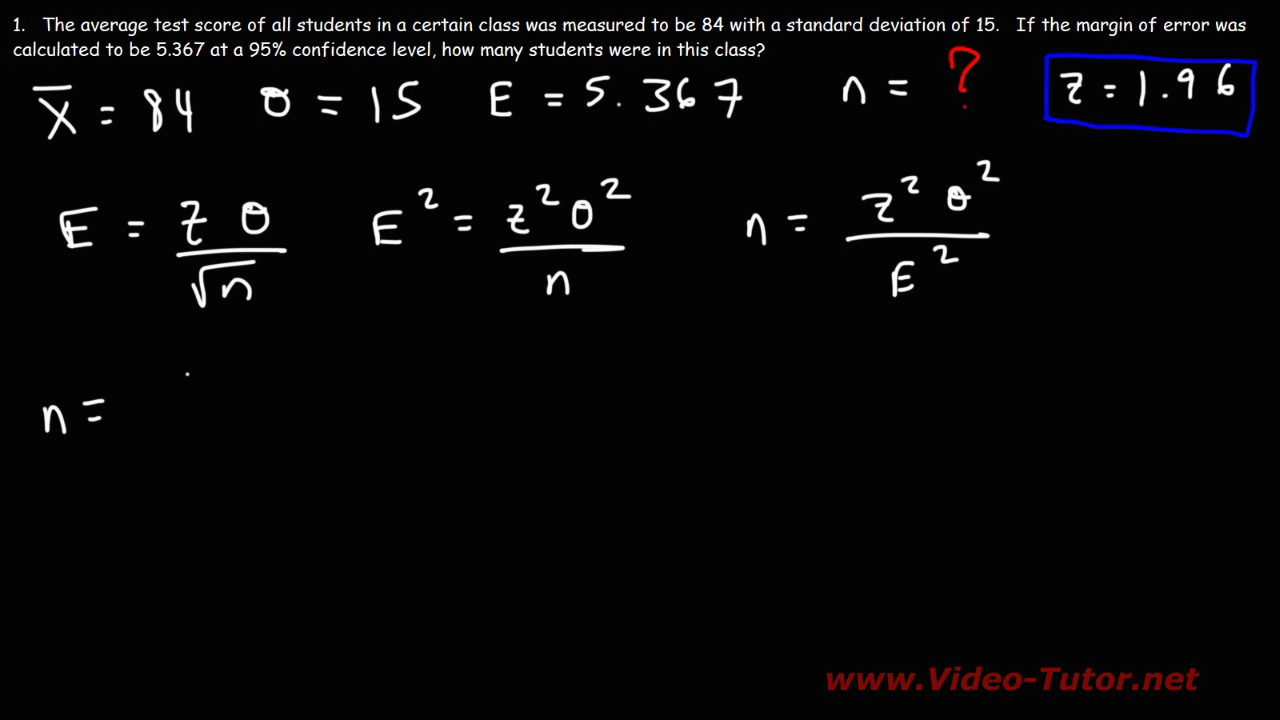 1. The average test score of all students in a certain class was measured to be 84 with a standard deviation of 15. If the margin of error was
calculated to be 5.367 at a 95% confidence level, how many students were in this class?
x̄ = 84 σ = 15 E = 5.367 n = ? z = 1.96
E = zσ/√n E² = z²σ²/n n = z²σ²/E²
n =
www.Video-Tutor.net